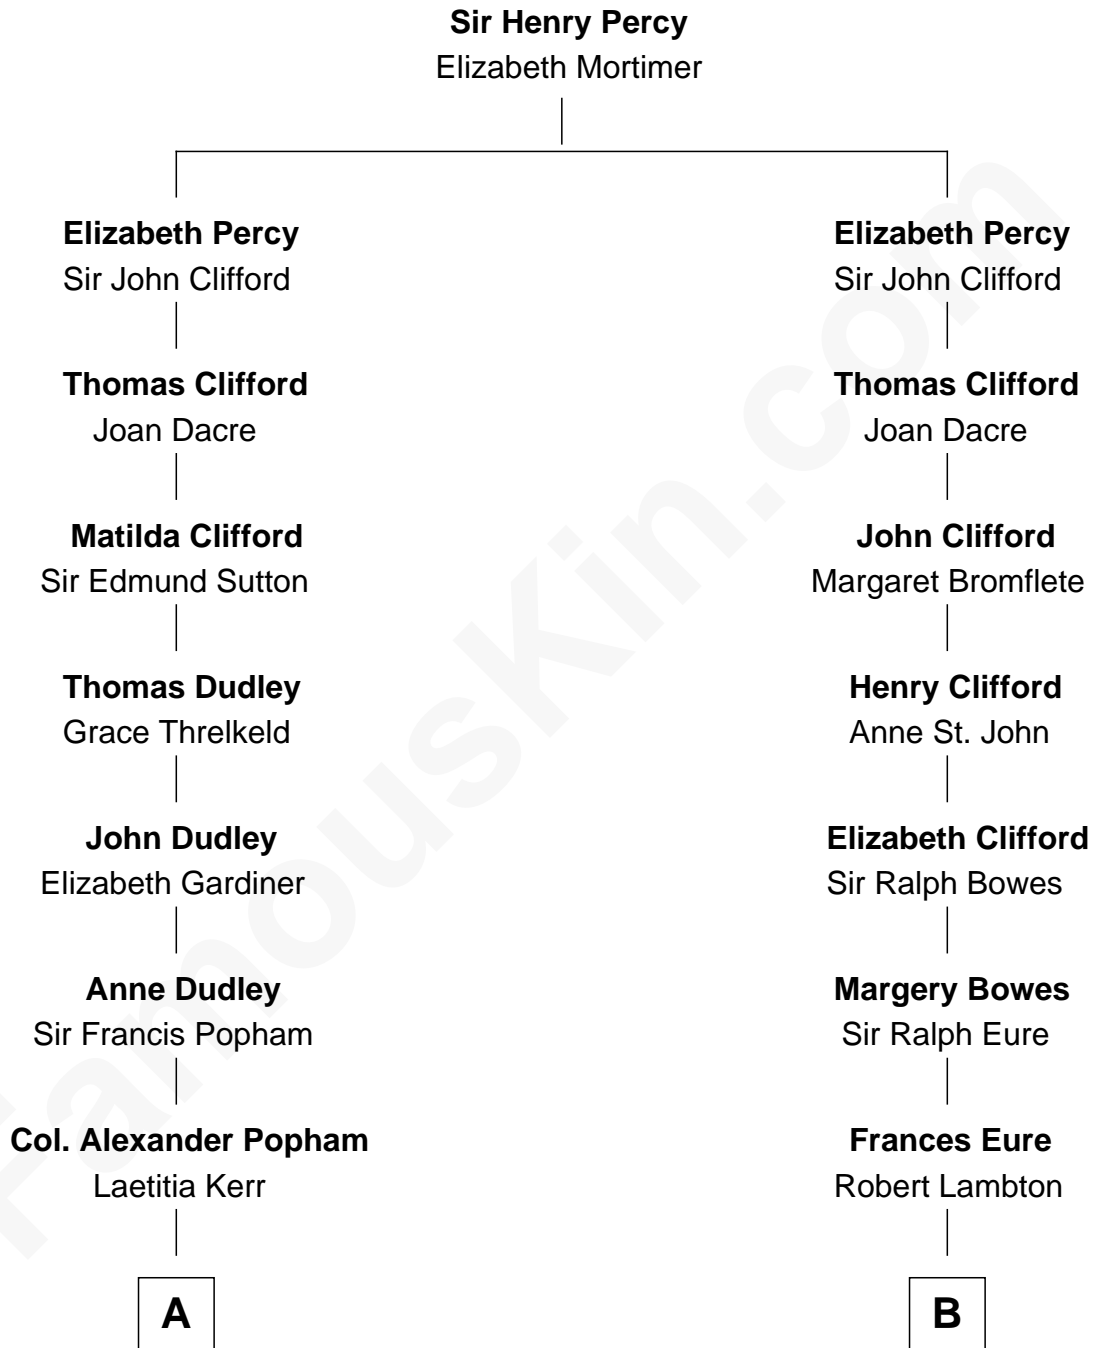 Sir Henry Percy
Elizabeth Mortimer
Elizabeth Percy
Sir John Clifford
Thomas Clifford
Joan Dacre
Matilda Clifford
Sir Edmund Sutton
Thomas Dudley
Grace Threlkeld
John Dudley
Elizabeth Gardiner
Anne Dudley
Sir Francis Popham
Col. Alexander Popham
Laetitia Kerr
A
Elizabeth Percy
Sir John Clifford
Thomas Clifford
Joan Dacre
John Clifford
Margaret Bromflete
Henry Clifford
Anne St. John
Elizabeth Clifford
Sir Ralph Bowes
Margery Bowes
Sir Ralph Eure
Frances Eure
Robert Lambton
B
FamousKin.com